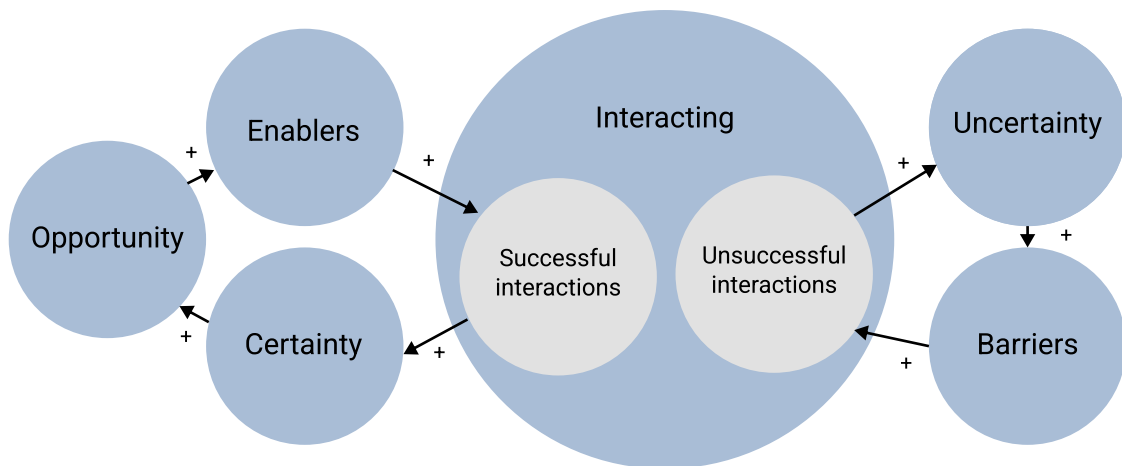 Interacting
Enablers
Uncertainty
Opportunity
Successful
interactions
Unsuccessful
interactions
Certainty
Barriers
+
+
+
+
+
+
+